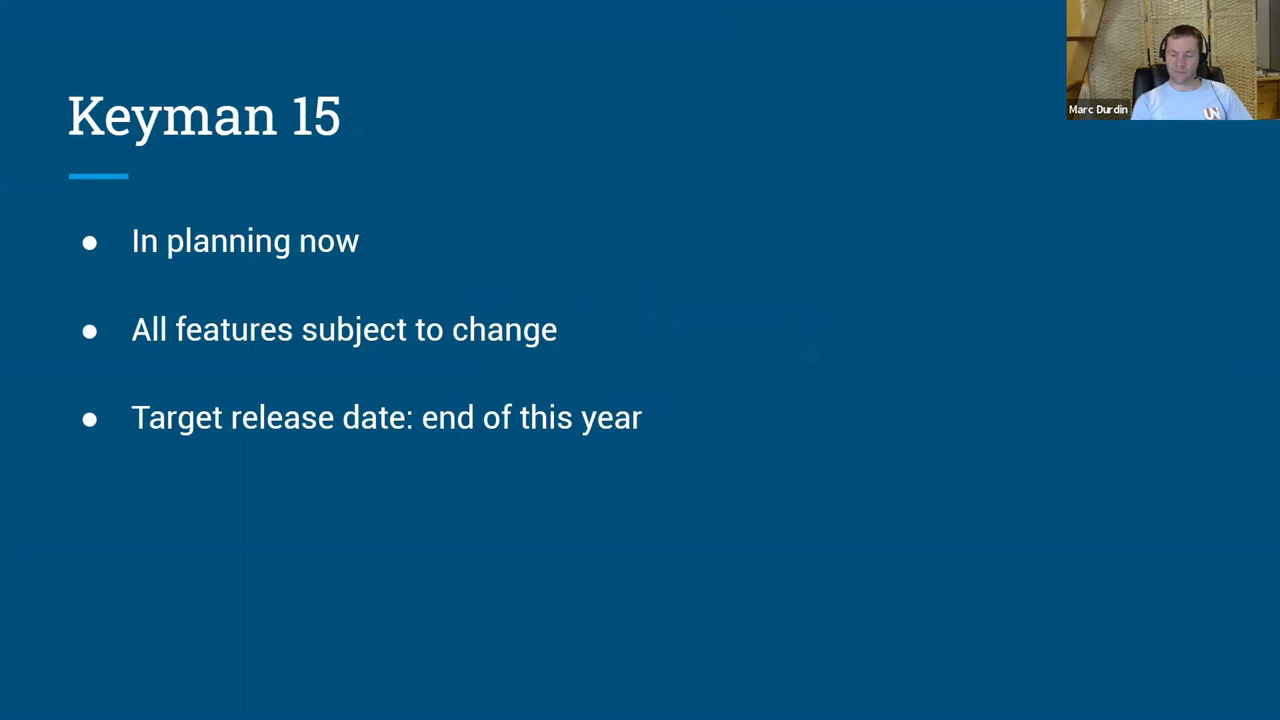 Keyman 15
● In planning now
● All features subject to change
● Target release date: end of this year
Marc Durdin